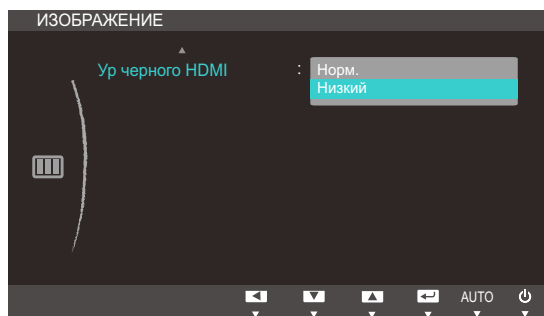 ИЗОБРАЖЕНИЕ
Ур черного HDMI : Норм.
Низкий
AUTO